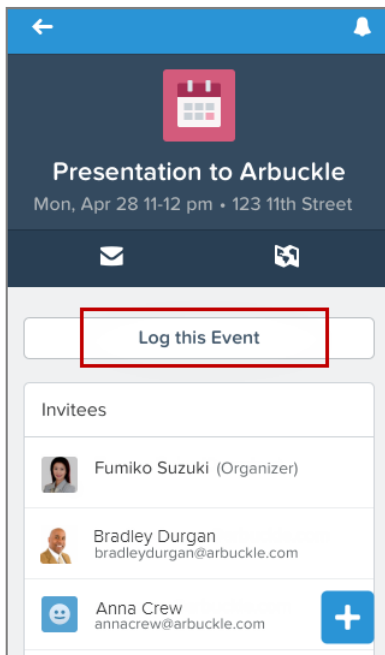 Presentation to Arbuckle
Mon, Apr 28 11-12 pm • 123 11th Street
Log this Event
Invitees
Fumiko Suzuki (Organizer)
Bradley Durgan
bradleydurgan@arbuckle.com
Anna Crew
annacrew@arbuckle.com